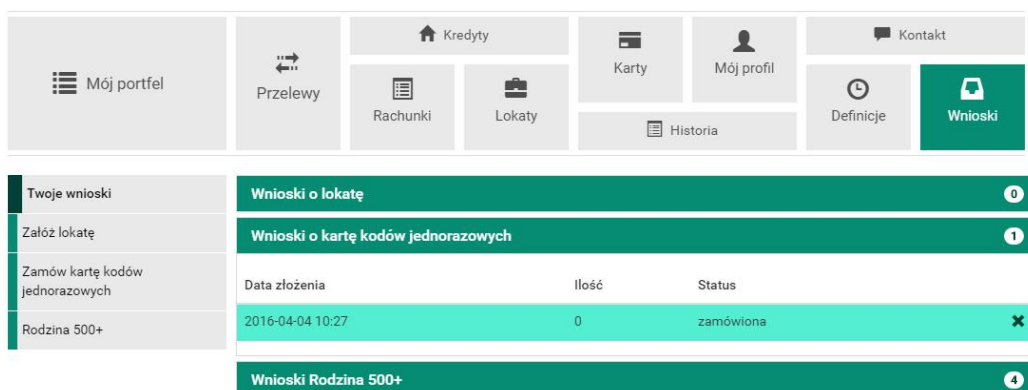 Mój portfel
Przelewy
Kredyty
Rachunki
Lokaty
Karty
Mój profil
Historia
Kontakt
Definicje
Wnioski
Twoje wnioski
Załóż lokatę
Zamów kartę kodów
jednorazowych
Rodzina 500+
Wnioski o lokatę 0
Wnioski o kartę kodów jednorazowych 1
Data złożenia Ilość Status
2016-04-04 10:27 0 zamówiona
Wnioski Rodzina 500+ 4